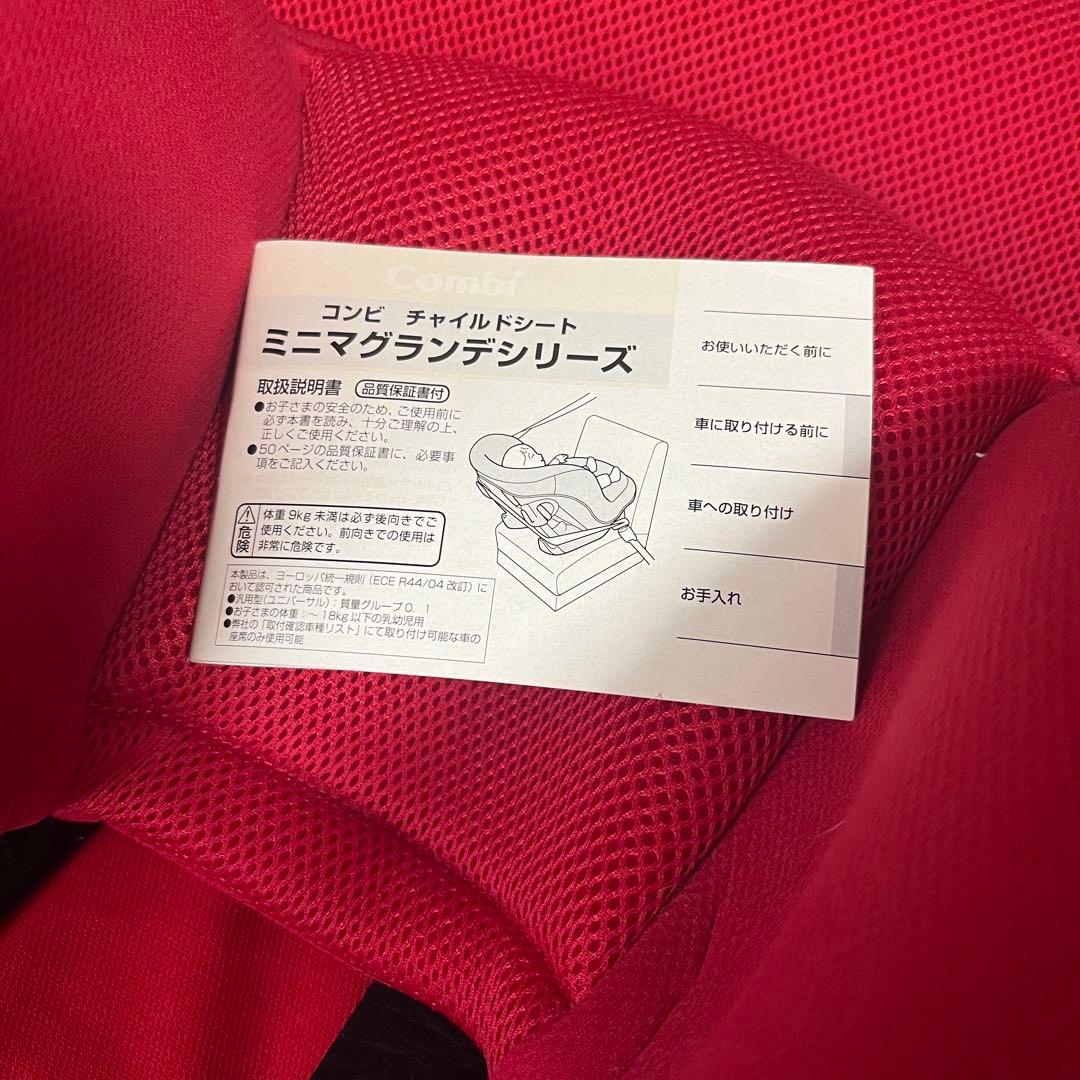 Combi
コンビ チャイルドシート
ミニマグランデシリーズ
取扱説明書 品質保証書付
●お子さまの安全のため、ご使用前に
必ず本書を読み、十分ご理解の上、
正しくご使用ください。
●50ページの品質保証書に、必要事
項をご記入ください。
危険
体重9kg未満は必ず後向きでご
使用ください。前向きでの使用は
非常に危険です。
本製品は、ヨーロッパ統一規則（ECE R44/04改訂）に
おいて認可された商品です。
●汎用型（ユニバーサル）：質量グループ0、1
●お子さまの体重：～18kg以下の乳幼児用
●弊社の「取付確認車種リスト」にて取り付け可能な車の
座席のみ使用可能
お使いいただく前に
車に取り付ける前に
車への取り付け
お手入れ